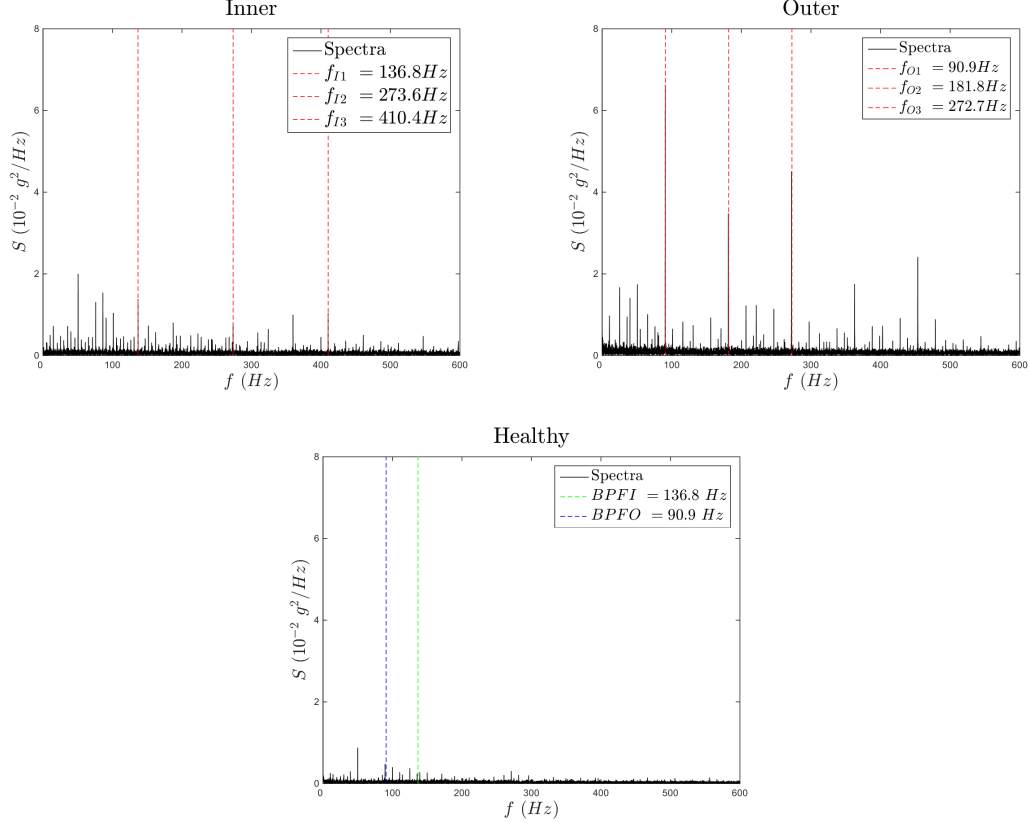 Inner
Spectra
f_{I1} = 136.8Hz
f_{I2} = 273.6Hz
f_{I3} = 410.4Hz
S (10^{-2} g^2/Hz)
8
6
4
2
0
0 100 200 300 400 500 600
f (Hz)
Outer
Spectra
f_{O1} = 90.9Hz
f_{O2} = 181.8Hz
f_{O3} = 272.7Hz
S (10^{-2} g^2/Hz)
8
6
4
2
0
0 100 200 300 400 500 600
f (Hz)
Healthy
Spectra
BPFI = 136.8 Hz
BPFO = 90.9 Hz
S (10^{-2} g^2/Hz)
8
6
4
2
0
0 100 200 300 400 500 600
f (Hz)